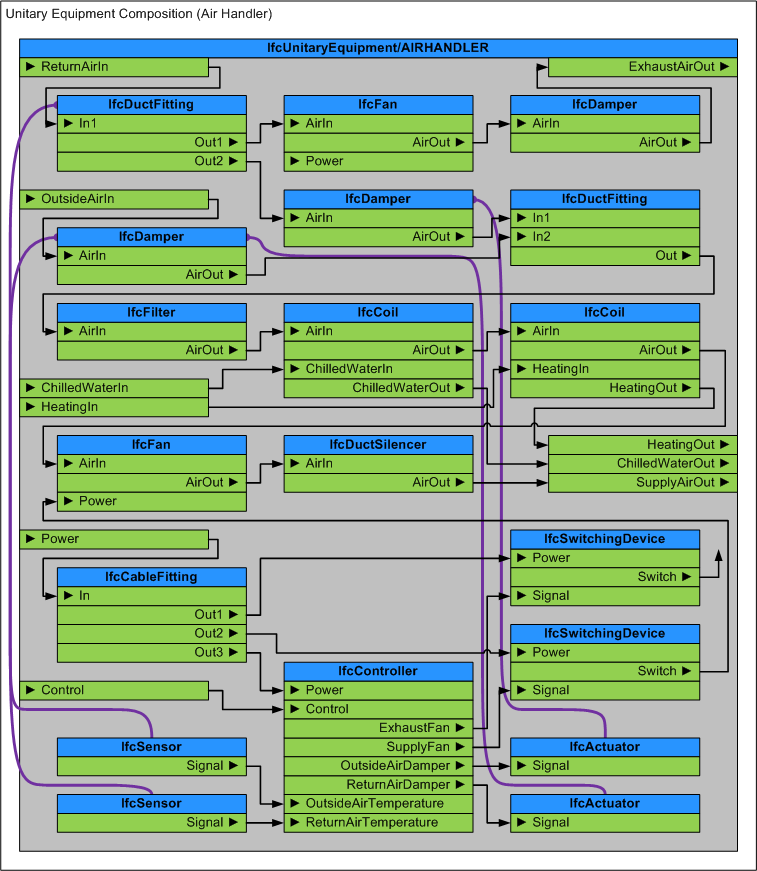 Unitary Equipment Composition (Air Handler)
IfcUnitaryEquipment/AIRHANDLER
ReturnAirIn
ExhaustAirOut
IfcDuctFitting
In1
Out1
Out2
IfcFan
AirIn
AirOut
Power
IfcDamper
AirIn
AirOut
OutsideAirIn
IfcDamper
AirIn
AirOut
IfcDamper
AirIn
AirOut
IfcDuctFitting
In1
In2
Out
IfcFilter
AirIn
AirOut
IfcCoil
AirIn
AirOut
ChilledWaterIn
ChilledWaterOut
IfcCoil
AirIn
AirOut
HeatingIn
HeatingOut
ChilledWaterIn
HeatingIn
IfcFan
AirIn
AirOut
Power
IfcDuctSilencer
AirIn
AirOut
HeatingOut
ChilledWaterOut
SupplyAirOut
Power
IfcCableFitting
In
Out1
Out2
Out3
IfcSwitchingDevice
Power
Switch
Signal
IfcSwitchingDevice
Power
Switch
Signal
Control
IfcController
Power
Control
ExhaustFan
SupplyFan
OutsideAirDamper
ReturnAirDamper
OutsideAirTemperature
ReturnAirTemperature
IfcSensor
Signal
IfcSensor
Signal
IfcActuator
Signal
IfcActuator
Signal